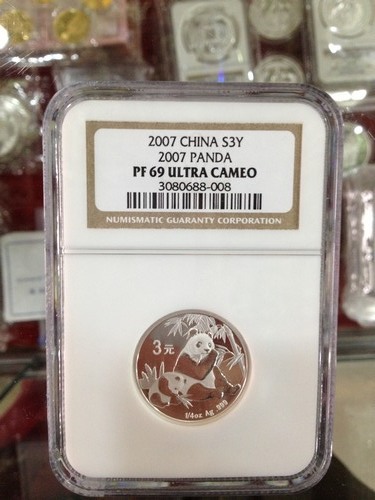 2007 CHINA S3Y
2007 PANDA
PF 69 ULTRA CAMEO
3080688-008
NUMISMATIC GUARANTY CORPORATION
3元
1/4oz Ag .999